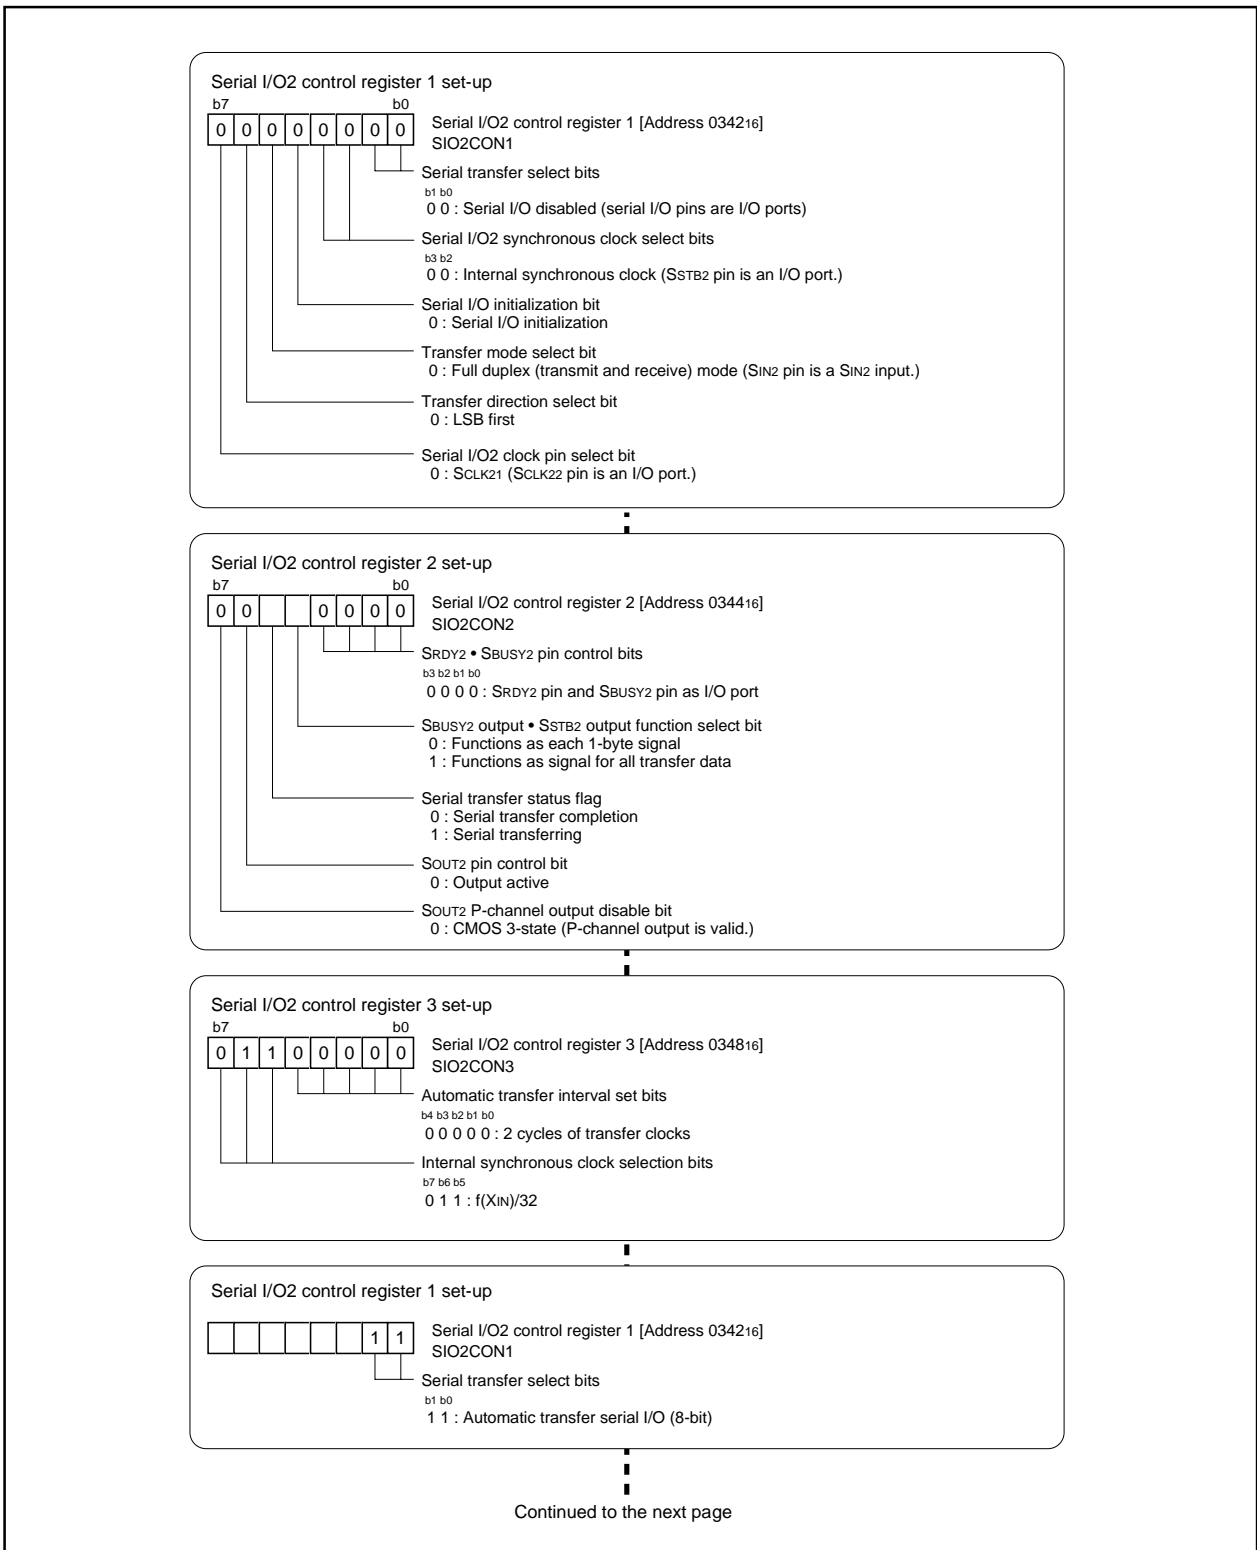 Serial I/O2 control register 1 set-up
b7 b0
0 0 0 0 0 0 0 0 Serial I/O2 control register 1 [Address 034216]
SIO2CON1
Serial transfer select bits
b1 b0
0 0 : Serial I/O disabled (serial I/O pins are I/O ports)
Serial I/O2 synchronous clock select bits
b3 b2
0 0 : Internal synchronous clock (SSTB2 pin is an I/O port.)
Serial I/O initialization bit
0 : Serial I/O initialization
Transfer mode select bit
0 : Full duplex (transmit and receive) mode (SIN2 pin is a SIN2 input.)
Transfer direction select bit
0 : LSB first
Serial I/O2 clock pin select bit
0 : SCLK21 (SCLK22 pin is an I/O port.)
Serial I/O2 control register 2 set-up
b7 b0
0 0 0 0 0 0 Serial I/O2 control register 2 [Address 034416]
SIO2CON2
SRDY2 • SBUSY2 pin control bits
b3 b2 b1 b0
0 0 0 0 : SRDY2 pin and SBUSY2 pin as I/O port
SBUSY2 output • SSTB2 output function select bit
0 : Functions as each 1-byte signal
1 : Functions as signal for all transfer data
Serial transfer status flag
0 : Serial transfer completion
1 : Serial transferring
SOUT2 pin control bit
0 : Output active
SOUT2 P-channel output disable bit
0 : CMOS 3-state (P-channel output is valid.)
Serial I/O2 control register 3 set-up
b7 b0
0 1 1 0 0 0 0 0 Serial I/O2 control register 3 [Address 034816]
SIO2CON3
Automatic transfer interval set bits
b4 b3 b2 b1 b0
0 0 0 0 0 : 2 cycles of transfer clocks
Internal synchronous clock selection bits
b7 b6 b5
0 1 1 : f(XIN)/32
Serial I/O2 control register 1 set-up
1 1 Serial I/O2 control register 1 [Address 034216]
SIO2CON1
Serial transfer select bits
b1 b0
1 1 : Automatic transfer serial I/O (8-bit)
Continued to the next page